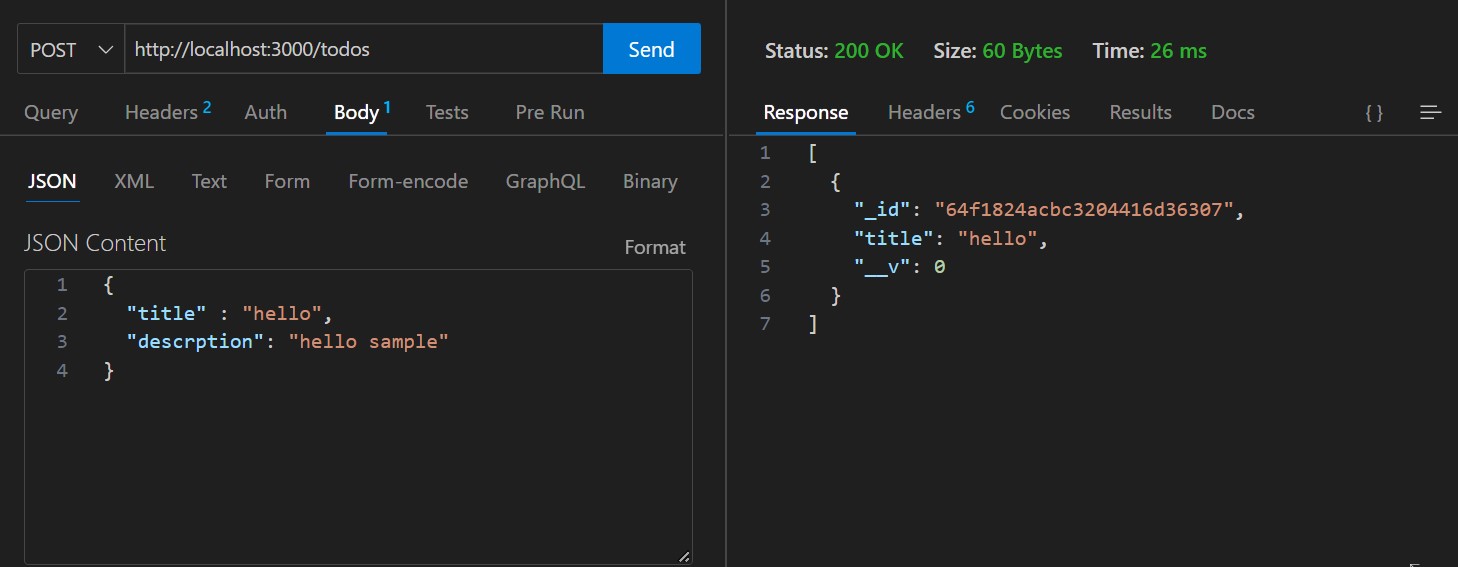 POST http://localhost:3000/todos Send
Query Headers 2 Auth Body 1 Tests Pre Run
JSON XML Text Form Form-encode GraphQL Binary
JSON Content Format
1 {
2 "title" : "hello",
3 "descrption": "hello sample"
4 }
Status: 200 OK Size: 60 Bytes Time: 26 ms
Response Headers 6 Cookies Results Docs { }
1 [
2 {
3 "_id": "64f1824acbc3204416d36307",
4 "title": "hello",
5 "__v": 0
6 }
7 ]